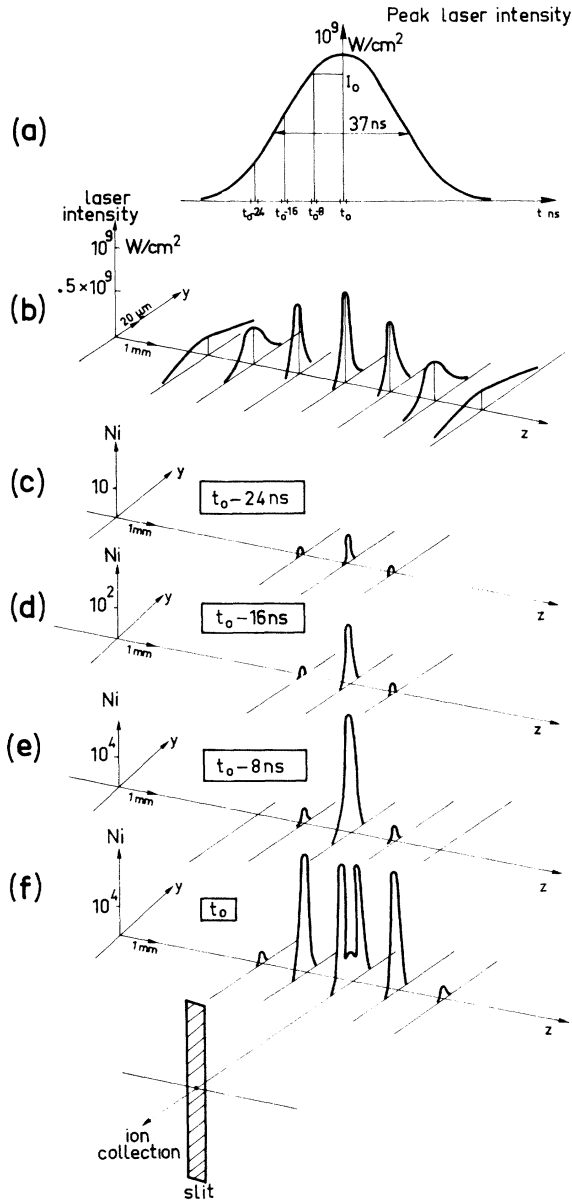 Peak laser intensity
10⁹ W/cm²
I₀
(a)
37 ns
t₀-24 t₀-16 t₀-8 t₀ t ns
laser
intensity
10⁹ W/cm²
.5×10⁹
(b)
20 μm y
1mm
z
Ni
(c)
10
y
t₀-24ns
1mm
z
Ni
(d)
10²
y
t₀-16ns
1mm
z
Ni
(e)
10⁴
y
t₀-8ns
1mm
z
Ni
(f)
10⁴
y
t₀
1mm
z
ion
collection
slit